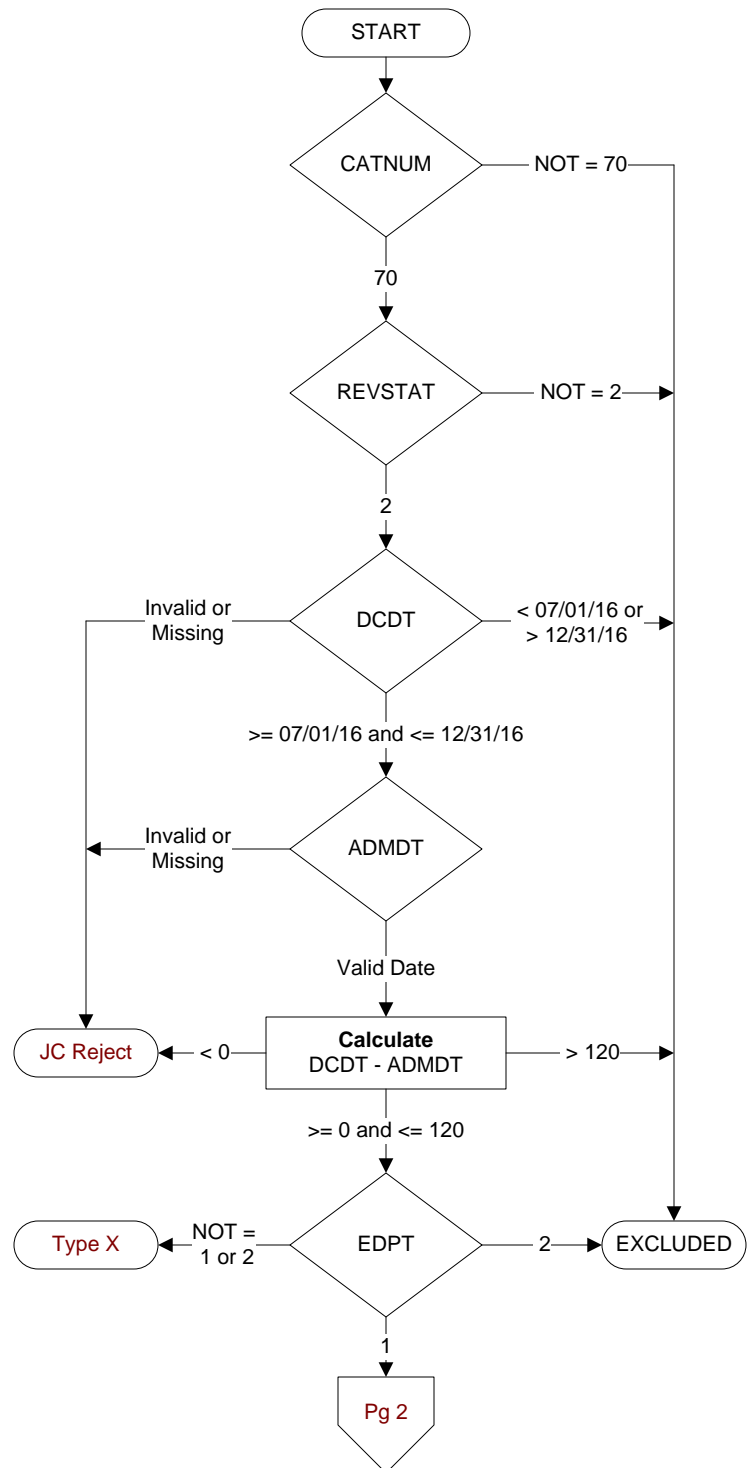 START
CATNUM
NOT = 70
70
REVSTAT
NOT = 2
2
Invalid or
Missing
DCDT
< 07/01/16 or
> 12/31/16
>= 07/01/16 and <= 12/31/16
Invalid or
Missing
ADMDT
Valid Date
JC Reject
< 0
Calculate
DCDT - ADMDT
> 120
>= 0 and <= 120
Type X
NOT =
1 or 2
EDPT
2
EXCLUDED
1
Pg 2